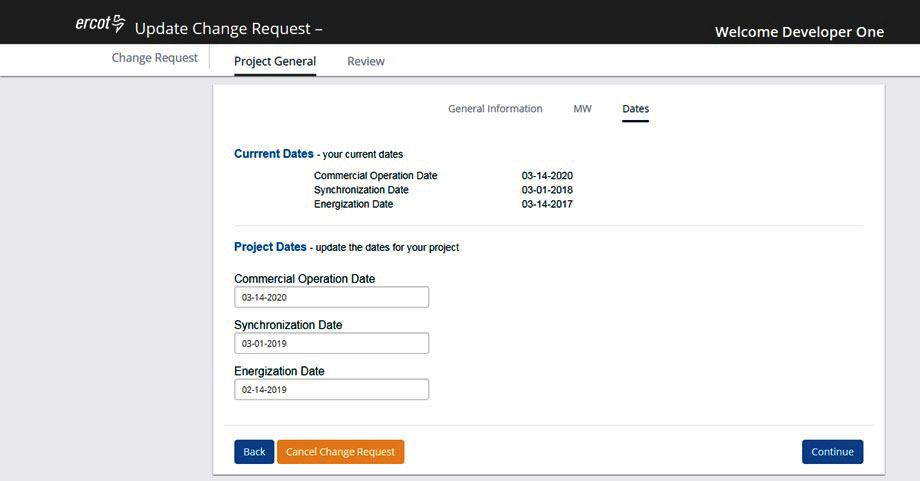 ercot Update Change Request –
Welcome Developer One
Change Request
Project General
Review
General Information
MW
Dates
Currrent Dates - your current dates
Commercial Operation Date 03-14-2020
Synchronization Date 03-01-2018
Energization Date 03-14-2017
Project Dates - update the dates for your project
Commercial Operation Date
03-14-2020
Synchronization Date
03-01-2019
Energization Date
02-14-2019
Back
Cancel Change Request
Continue